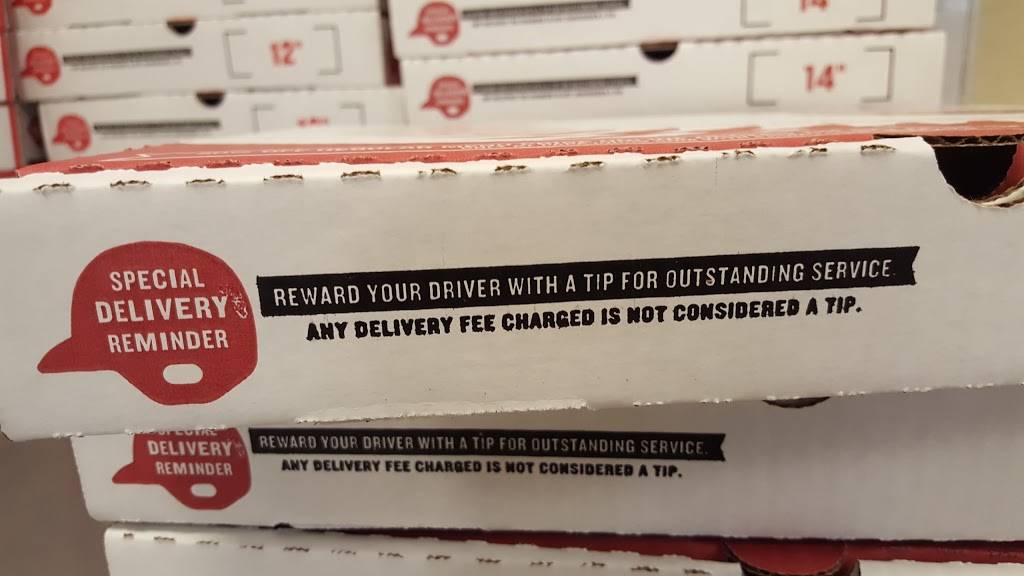 12"
14"
14"
SPECIAL
DELIVERY
REMINDER
REWARD YOUR DRIVER WITH A TIP FOR OUTSTANDING SERVICE.
ANY DELIVERY FEE CHARGED IS NOT CONSIDERED A TIP.
SPECIAL
DELIVERY
REMINDER
REWARD YOUR DRIVER WITH A TIP FOR OUTSTANDING SERVICE.
ANY DELIVERY FEE CHARGED IS NOT CONSIDERED A TIP.